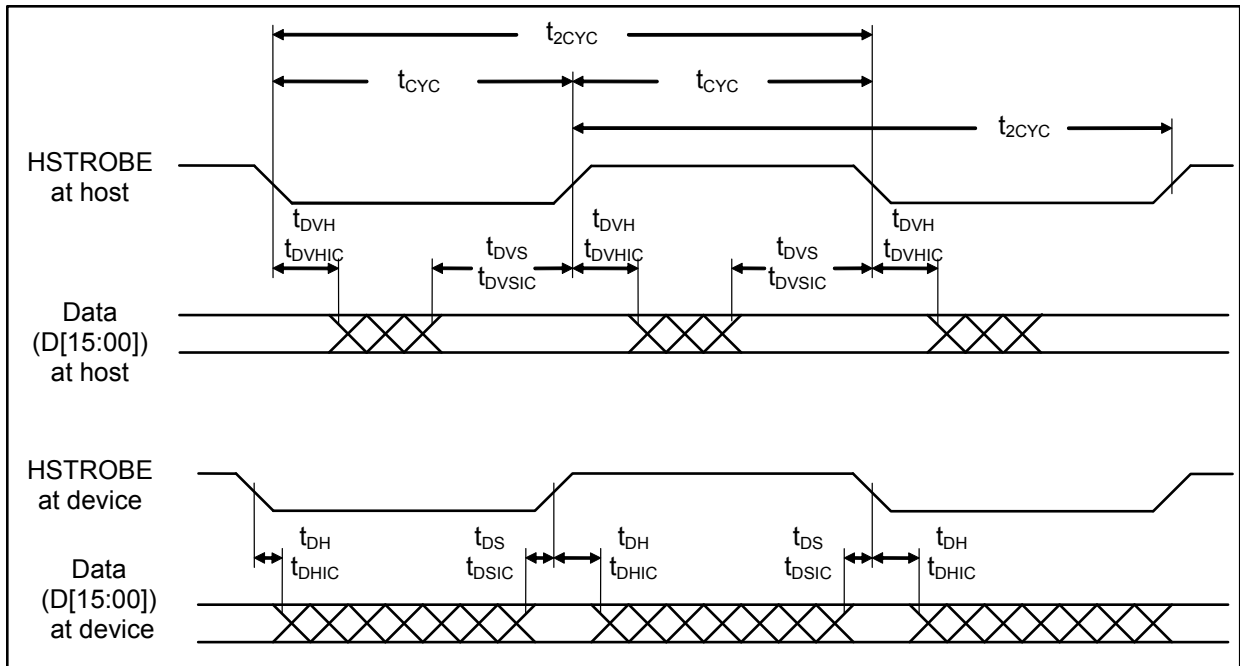 t2CYC
tCYC tCYC
t2CYC
HSTROBE
at host
tDVH tDVH tDVH
tDVHIC tDVS tDVHIC tDVS tDVHIC
tDVSIC tDVSIC
Data
(D[15:00])
at host
HSTROBE
at device
tDH tDS tDH tDS tDH
tDHIC tDSIC tDHIC tDSIC tDHIC
Data
(D[15:00])
at device